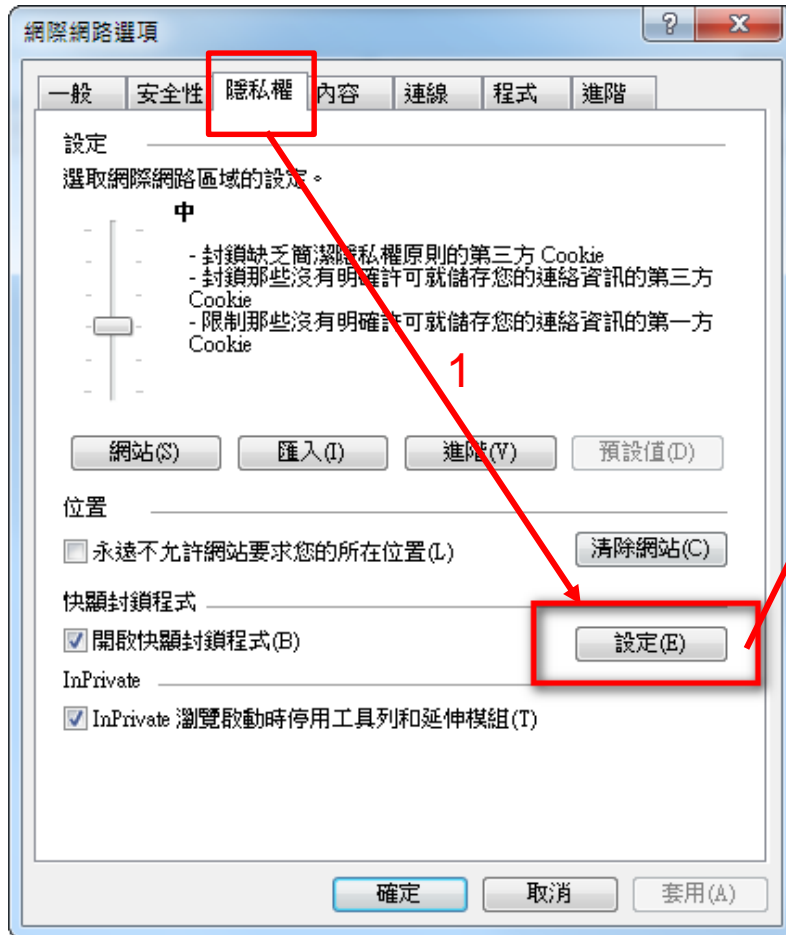 網際網路選項
一般 安全性 隱私權 內容 連線 程式 進階
設定
選取網際網路區域的設定。
中
- 封鎖缺乏簡潔隱私權原則的第三方 Cookie
- 封鎖那些沒有明確許可就儲存您的連絡資訊的第三方
Cookie
- 限制那些沒有明確許可就儲存您的連絡資訊的第一方
Cookie
1
網站(S) 匯入(I) 進階(V) 預設值(D)
位置
永遠不允許網站要求您的所在位置(L) 清除網站(C)
快顯封鎖程式
開啟快顯封鎖程式(B) 設定(E)
InPrivate
InPrivate 瀏覽啟動時停用工具列和延伸模組(T)
確定 取消 套用(A)